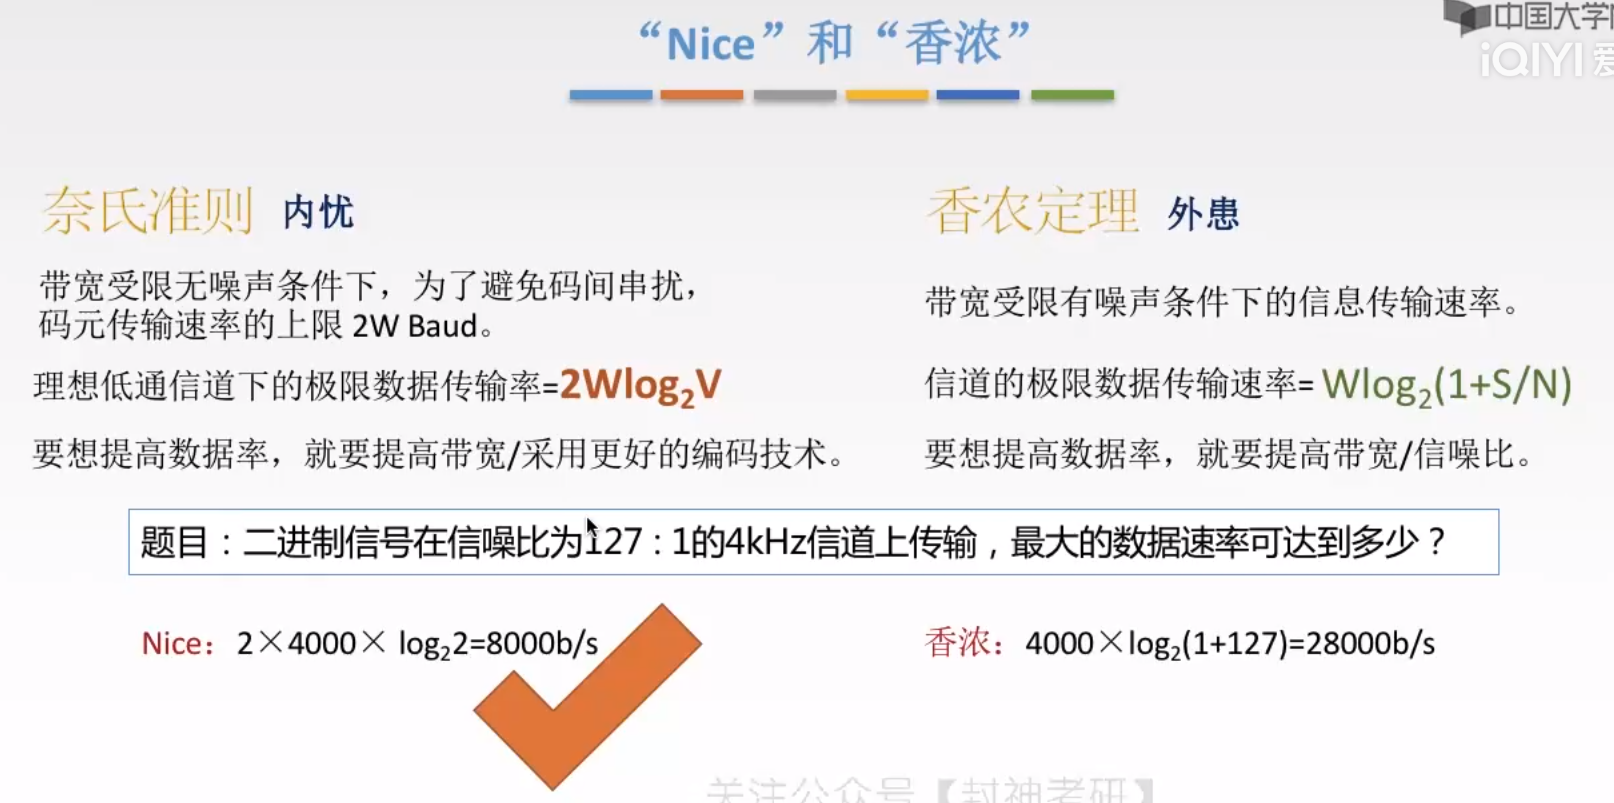 中国大学
iQIYI 爱
“Nice”和“香浓”
奈氏准则 内忧
带宽受限无噪声条件下，为了避免码间串扰，
码元传输速率的上限 2W Baud。
理想低通信道下的极限数据传输率=2Wlog₂V
要想提高数据率，就要提高带宽/采用更好的编码技术。
香农定理 外患
带宽受限有噪声条件下的信息传输速率。
信道的极限数据传输速率= Wlog₂(1+S/N)
要想提高数据率，就要提高带宽/信噪比。
题目：二进制信号在信噪比为127：1的4kHz信道上传输，最大的数据速率可达到多少？
Nice：2×4000× log₂2=8000b/s
香浓：4000×log₂(1+127)=28000b/s
关注公众号【封神考研】